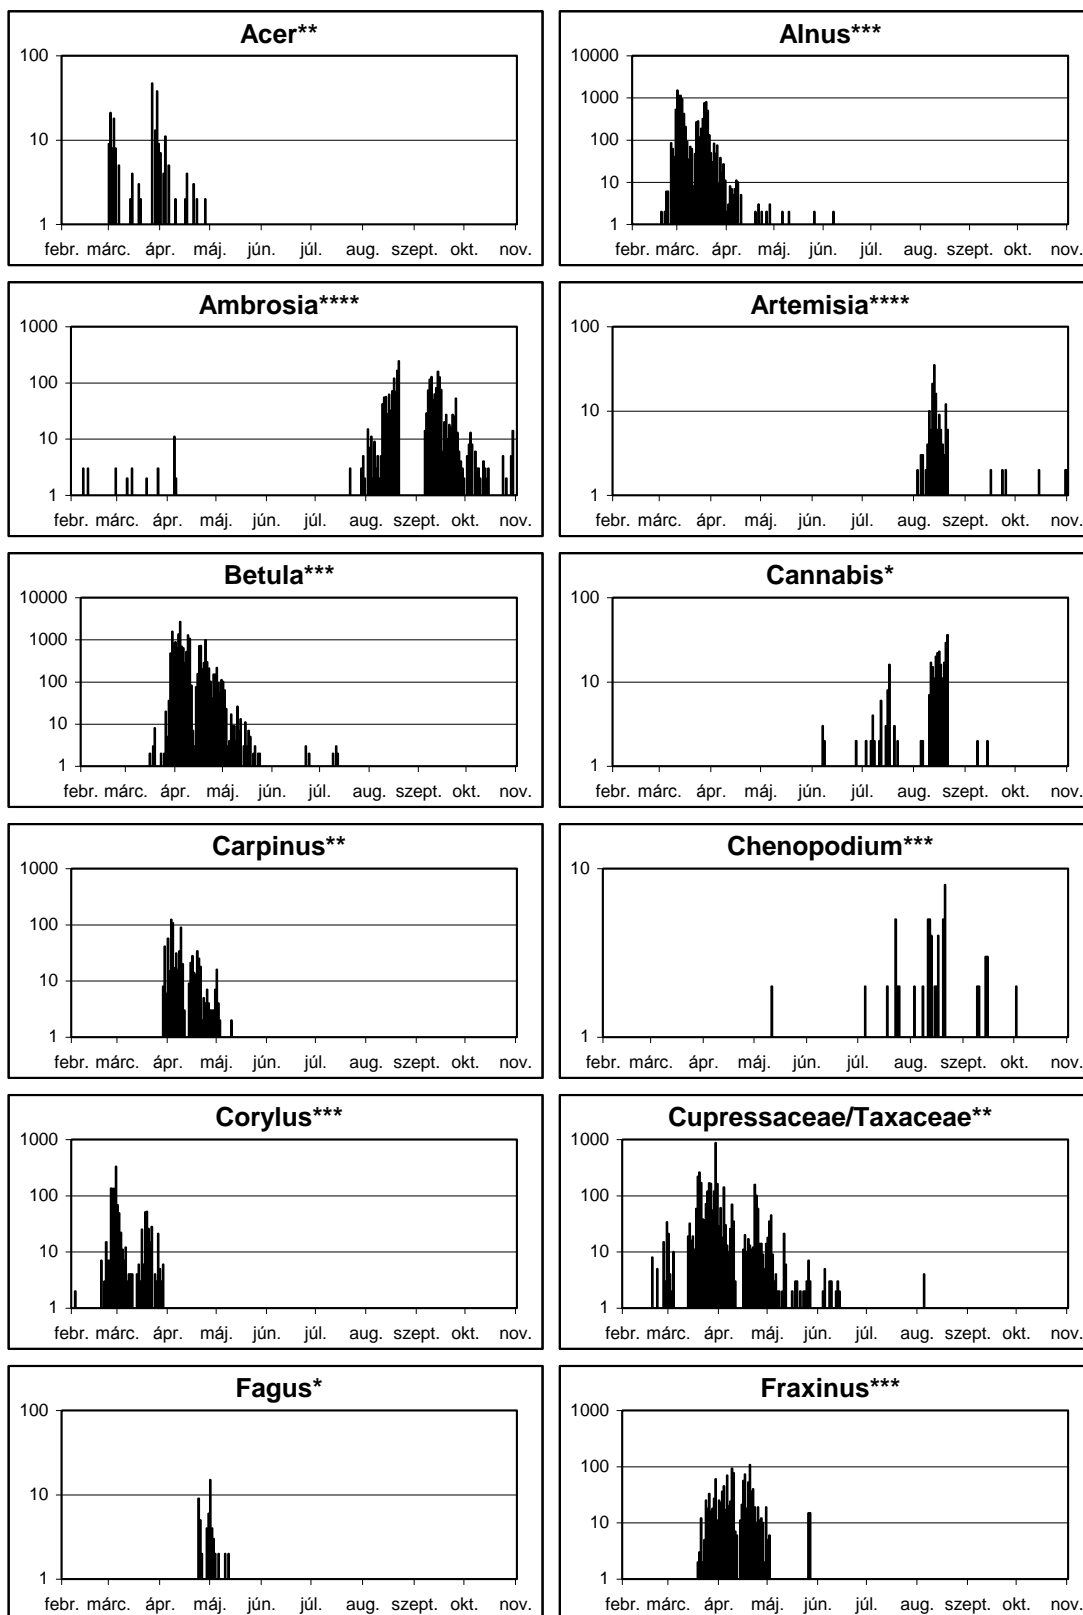 Acer**
100
10
1
febr. márc. ápr. máj. jún. júl. aug. szept. okt. nov.
Alnus***
10000
1000
100
10
1
febr. márc. ápr. máj. jún. júl. aug. szept. okt. nov.
Ambrosia****
1000
100
10
1
febr. márc. ápr. máj. jún. júl. aug. szept. okt. nov.
Artemisia****
100
10
1
febr. márc. ápr. máj. jún. júl. aug. szept. okt. nov.
Betula***
10000
1000
100
10
1
febr. márc. ápr. máj. jún. júl. aug. szept. okt. nov.
Cannabis*
100
10
1
febr. márc. ápr. máj. jún. júl. aug. szept. okt. nov.
Carpinus**
1000
100
10
1
febr. márc. ápr. máj. jún. júl. aug. szept. okt. nov.
Chenopodium***
10
1
febr. márc. ápr. máj. jún. júl. aug. szept. okt. nov.
Corylus***
1000
100
10
1
febr. márc. ápr. máj. jún. júl. aug. szept. okt. nov.
Cupressaceae/Taxaceae**
1000
100
10
1
febr. márc. ápr. máj. jún. júl. aug. szept. okt. nov.
Fagus*
100
10
1
febr. márc. ápr. máj. jún. júl. aug. szept. okt. nov.
Fraxinus***
1000
100
10
1
febr. márc. ápr. máj. jún. júl. aug. szept. okt. nov.